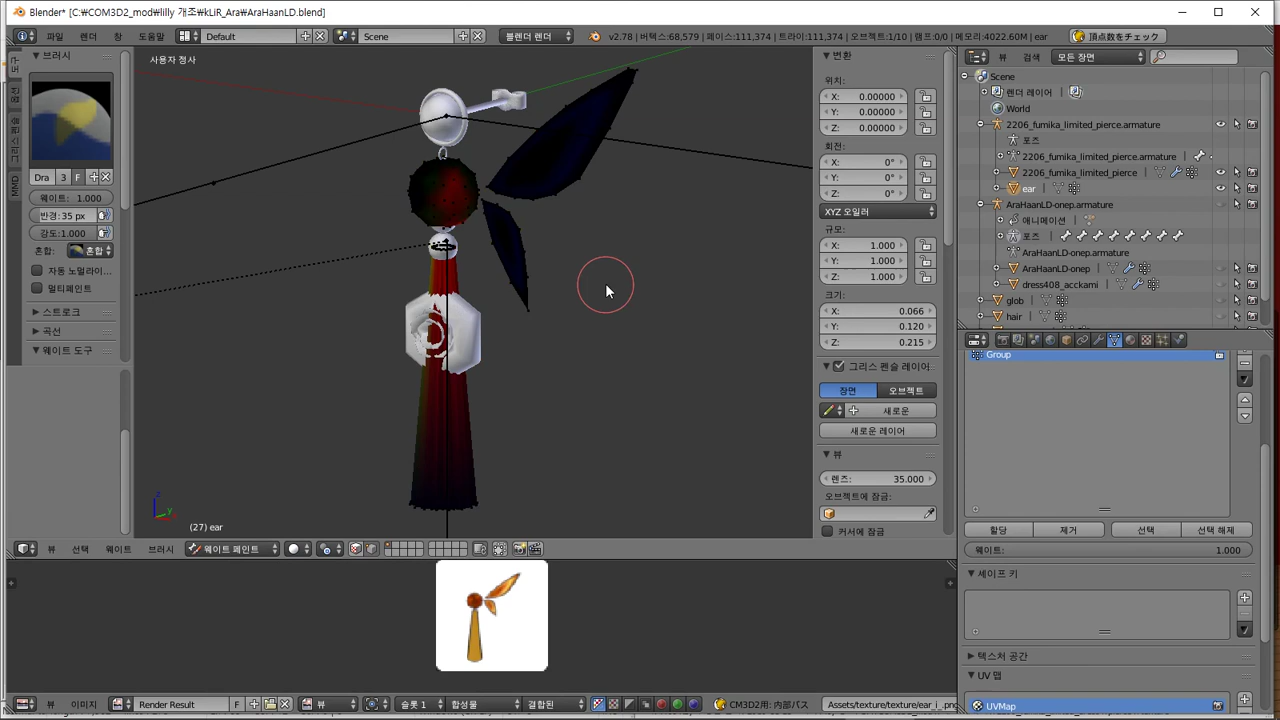 Blender* [C:₩COM3D2_mod₩lilly 개조₩kLiR_Ara₩AraHaanLD.blend]
파일 렌더 창 도움말 Default Scene 블렌더 렌더 v2.78 | 버텍스:68,579 | 페이스:111,374 | 트라이:111,374 | 오브젝트:1/10 | 램프:0/0 | 메모리:4022.60M | ear 頂点数をチェック
브러시
Dra 3 F
웨이트: 1.000
반경: 35 px
강도:1.000
혼합: 혼합
자동 노멀라이...
멀티페인트
스트로크
곡선
웨이트 도구
MMD
사용자 정사
(27) ear
변환
위치:
X: 0.00000
Y: 0.00000
Z: 0.00000
회전:
X: 0°
Y: 0°
Z: 0°
XYZ 오일러
규모:
X: 1.000
Y: 1.000
Z: 1.000
크기:
X: 0.066
Y: 0.120
Z: 0.215
그리스 펜슬 레이어..
장면 오브젝트
새로운
새로운 레이어
뷰
렌즈: 35.000
오브젝트에 잠금:
커서에 잠금
뷰 검색 모든 장면
Scene
렌더 레이어
World
2206_fumika_limited_pierce.armature
포즈
2206_fumika_limited_pierce.armature
2206_fumika_limited_pierce
ear
AraHaanLD-onep.armature
애니메이션
포즈
AraHaanLD-onep.armature
AraHaanLD-onep
dress408_acckami
glob
hair
Group
할당 제거 선택 선택 해제
웨이트: 1.000
셰이프 키
텍스처 공간
UV 맵
UVMap
뷰 선택 웨이트 브러시 웨이트 페인트
뷰 이미지 Render Result F 뷰 슬롯 1 합성물 결합된 CM3D2用: 内部パス Assets/texture/texture/ear_i_.png